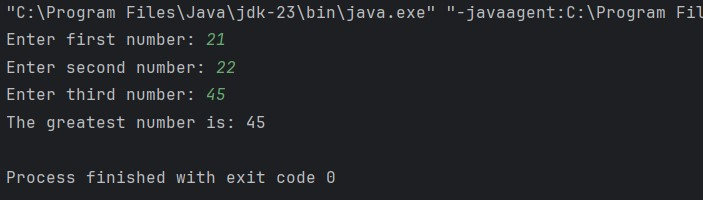 "C:\Program Files\Java\jdk-23\bin\java.exe" "-javaagent:C:\Program Fil
Enter first number: 21
Enter second number: 22
Enter third number: 45
The greatest number is: 45
Process finished with exit code 0